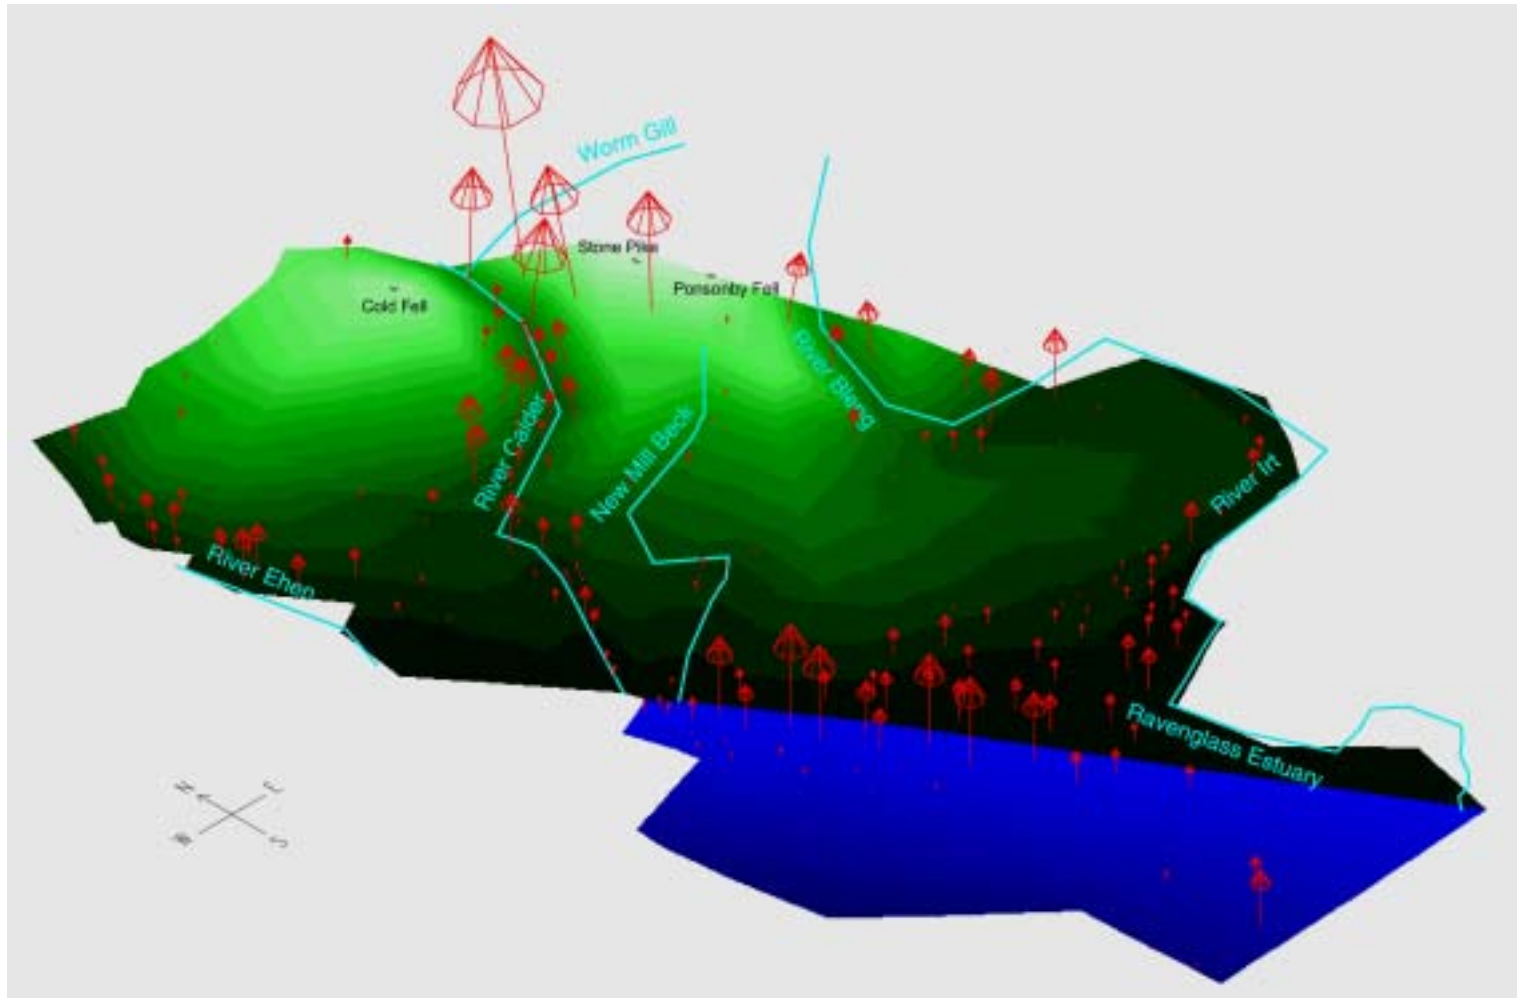 Worm Gill
Stone Pike
Cold Fell
Ponsonby Fell
River Bleng
River Calder
New Mill Beck
River Irt
River Ehen
Ravenglass Estuary
N
E
W
S